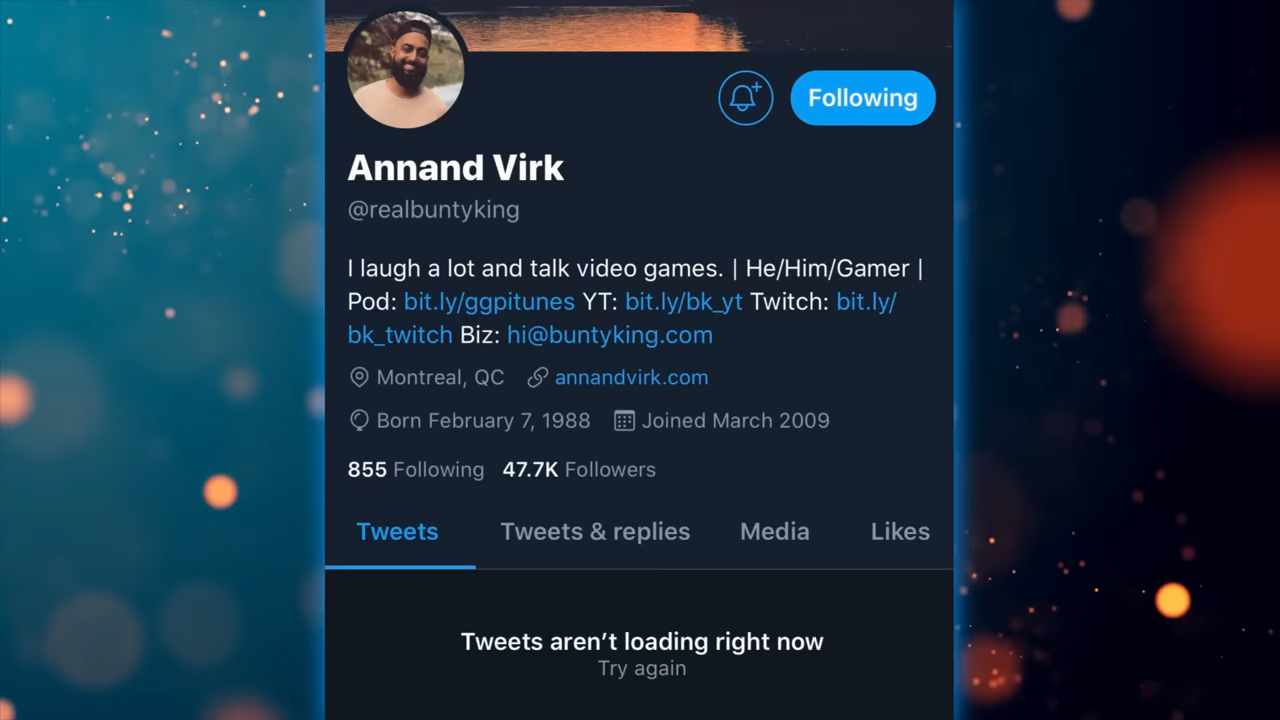 Following
Annand Virk
@realbuntyking
I laugh a lot and talk video games. | He/Him/Gamer |
Pod: bit.ly/ggpitunes YT: bit.ly/bk_yt Twitch: bit.ly/
bk_twitch Biz: hi@buntyking.com
Montreal, QC annandvirk.com
Born February 7, 1988 Joined March 2009
855 Following 47.7K Followers
Tweets Tweets & replies Media Likes
Tweets aren’t loading right now
Try again